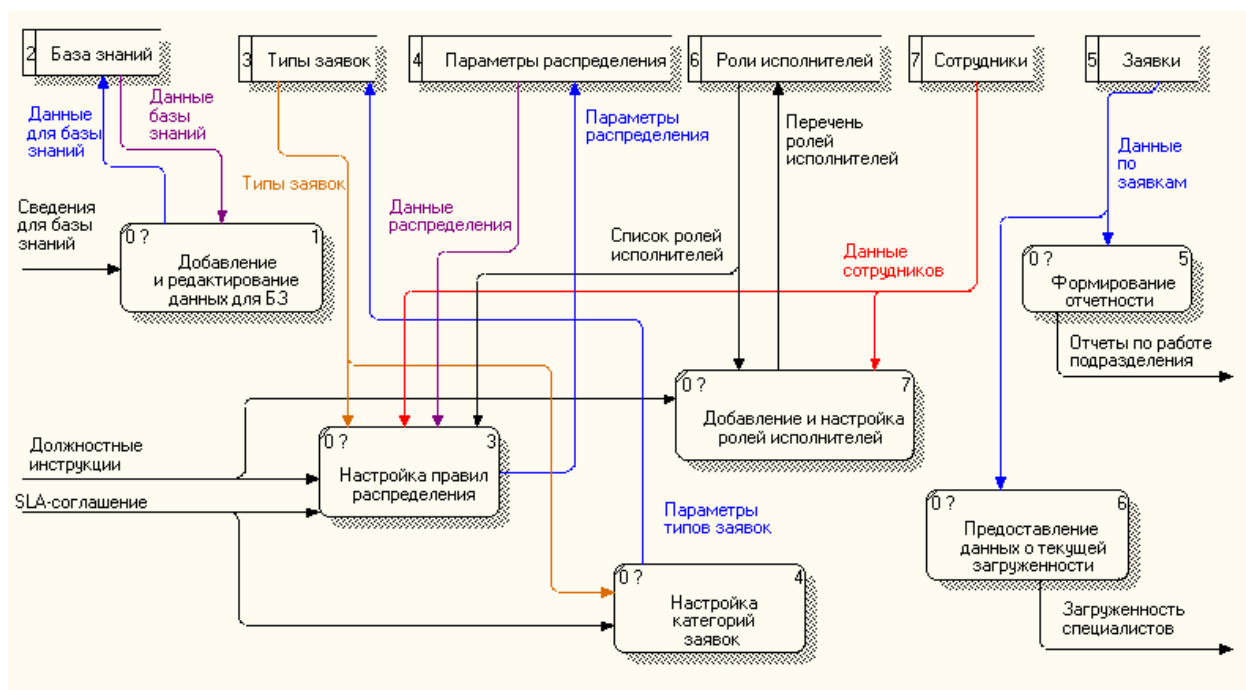 2 База знаний
3 Типы заявок
4 Параметры распределения
6 Роли исполнителей
7 Сотрудники
5 Заявки
Данные
для базы
знаний
Данные
базы
знаний
Параметры
распределения
Перечень
ролей
исполнителей
Данные
по
заявкам
Типы заявок
Сведения
для базы
знаний
Данные
распределения
Список ролей
исполнителей
Данные
сотрудников
0 ? 1
Добавление
и редактирование
данных для БЗ
0 ? 5
Формирование
отчетности
Отчеты по работе
подразделения
0 ? 7
Добавление и настройка
ролей исполнителей
Должностные
инструкции
0 ? 3
Настройка правил
распределения
SLA-соглашение
Параметры
типов заявок
0 ? 6
Предоставление
данных о текущей
загруженности
0 ? 4
Настройка
категорий
заявок
Загруженность
специалистов